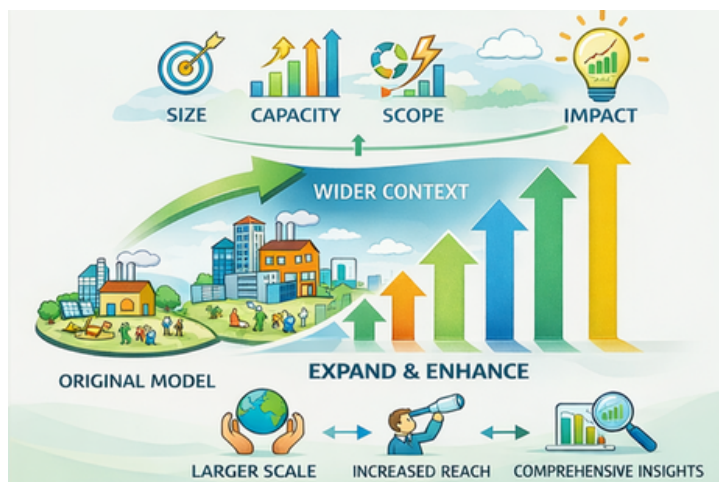 SIZE
CAPACITY
SCOPE
IMPACT
WIDER CONTEXT
ORIGINAL MODEL
EXPAND & ENHANCE
LARGER SCALE
INCREASED REACH
COMPREHENSIVE INSIGHTS